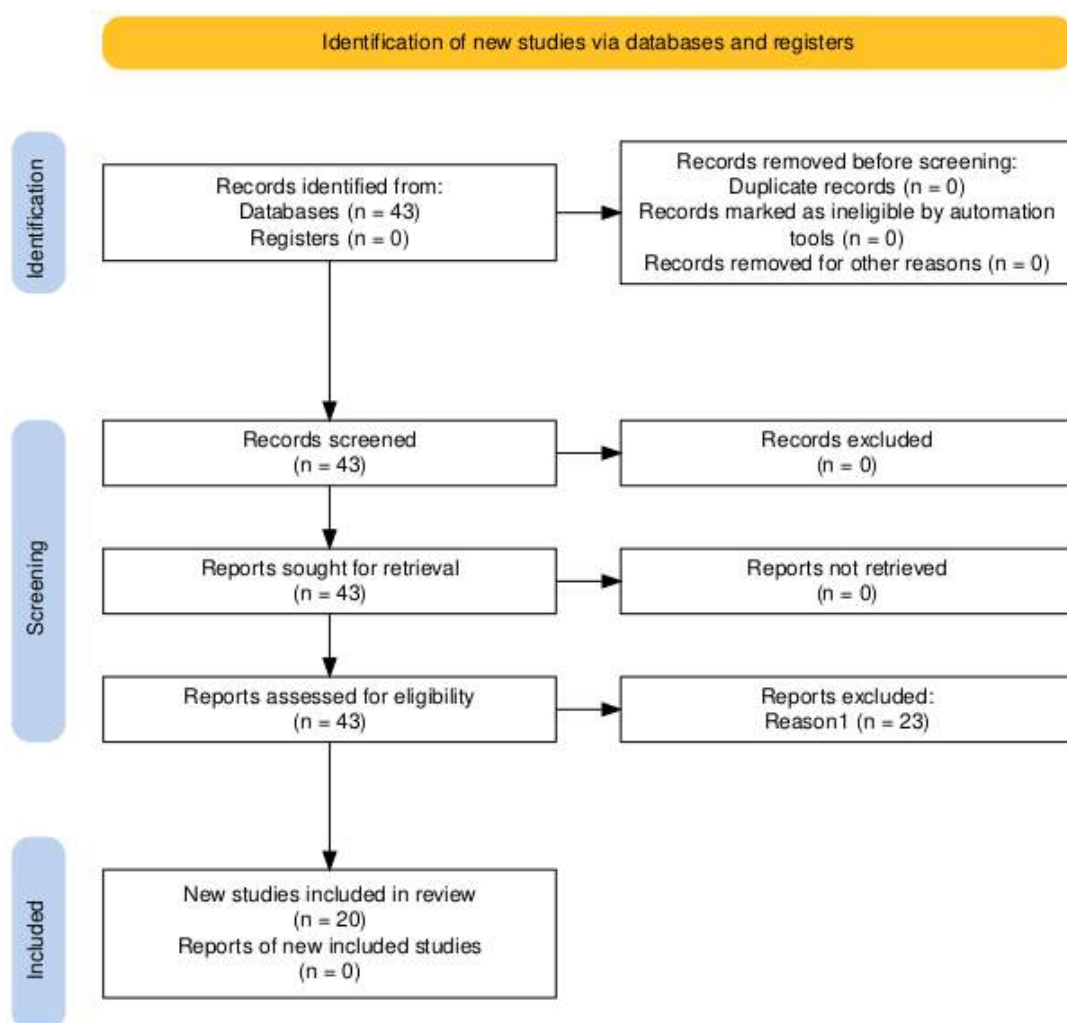 Identification of new studies via databases and registers
Identification
Records identified from:
Databases (n = 43)
Registers (n = 0)
Records removed before screening:
Duplicate records (n = 0)
Records marked as ineligible by automation
tools (n = 0)
Records removed for other reasons (n = 0)
Screening
Records screened
(n = 43)
Records excluded
(n = 0)
Reports sought for retrieval
(n = 43)
Reports not retrieved
(n = 0)
Reports assessed for eligibility
(n = 43)
Reports excluded:
Reason1 (n = 23)
Included
New studies included in review
(n = 20)
Reports of new included studies
(n = 0)